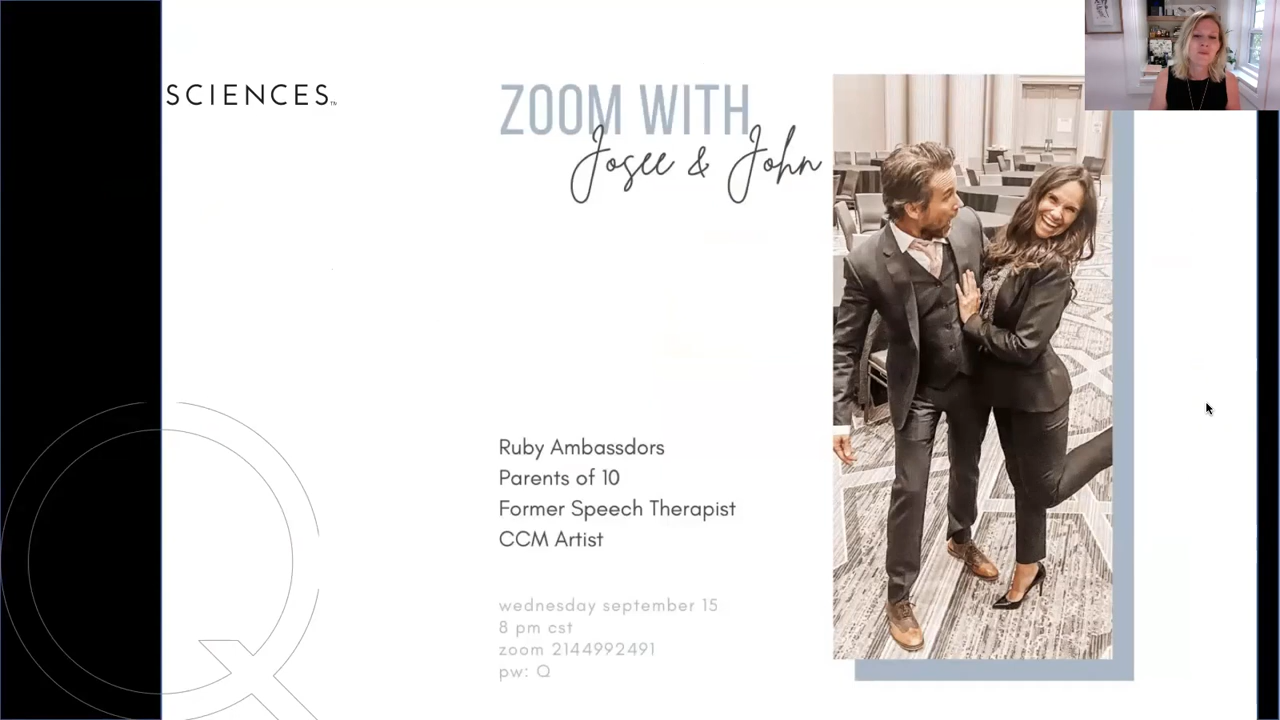 SCIENCES™
ZOOM WITH
Josee & John
Ruby Ambassdors
Parents of 10
Former Speech Therapist
CCM Artist
wednesday september 15
8 pm cst
zoom 2144992491
pw: Q